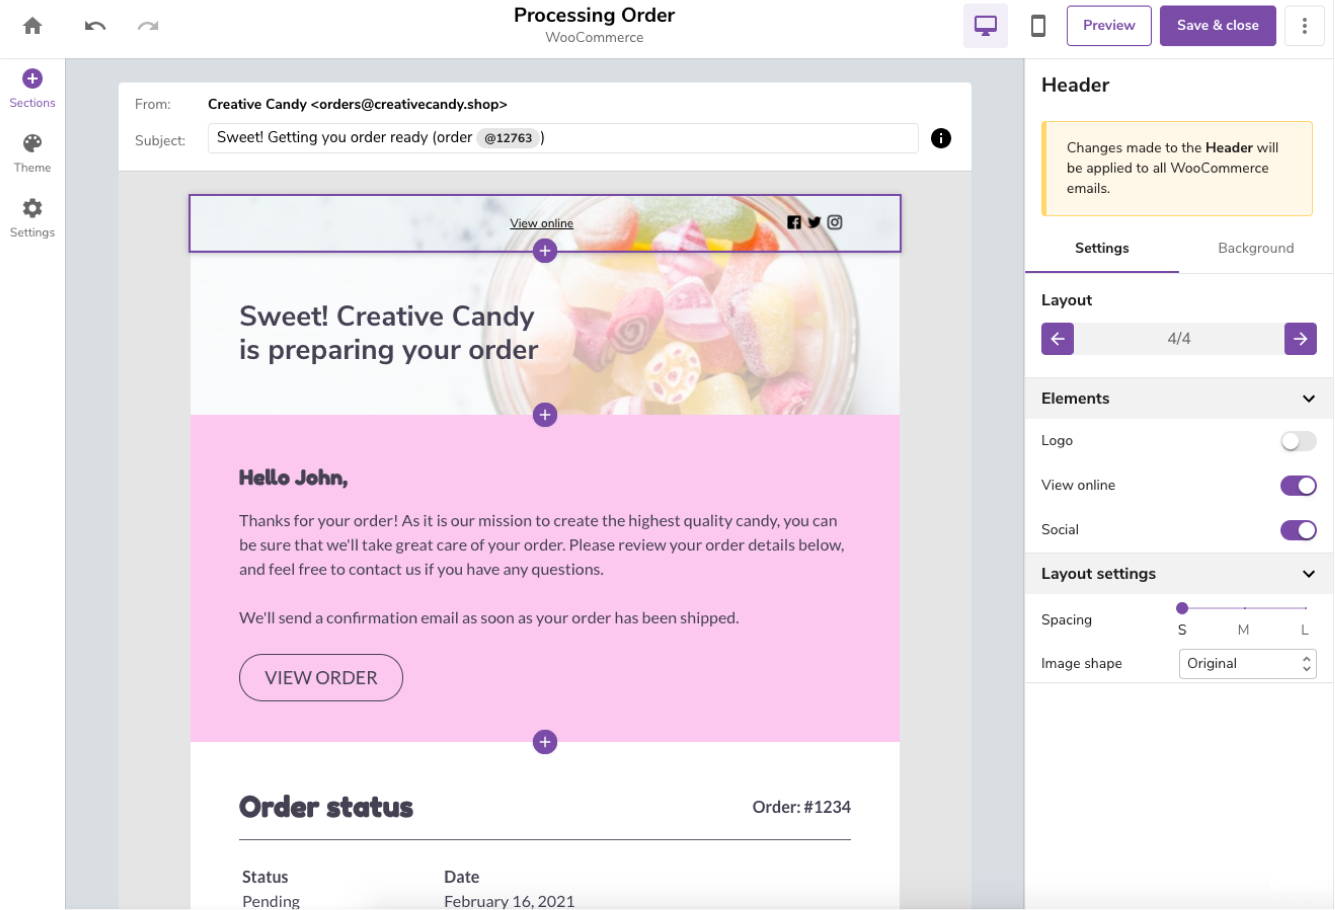 Processing Order
WooCommerce
Preview
Save & close
Sections
Theme
Settings
From: Creative Candy <orders@creativecandy.shop>
Subject: Sweet! Getting you order ready (order @12763)
View online
Sweet! Creative Candy
is preparing your order
Hello John,
Thanks for your order! As it is our mission to create the highest quality candy, you can
be sure that we'll take great care of your order. Please review your order details below,
and feel free to contact us if you have any questions.
We'll send a confirmation email as soon as your order has been shipped.
VIEW ORDER
Order status
Order: #1234
Status Date
Pending February 16, 2021
Header
Changes made to the Header will
be applied to all WooCommerce
emails.
Settings Background
Layout
4/4
Elements
Logo
View online
Social
Layout settings
Spacing
S M L
Image shape Original